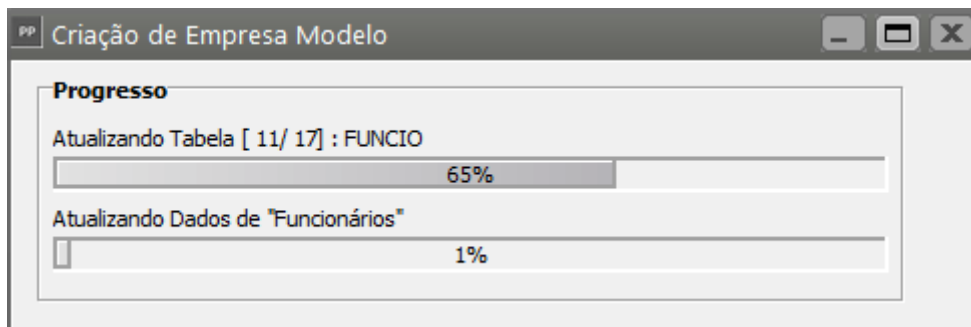 PP Criação de Empresa Modelo
Progresso
Atualizando Tabela [ 11/ 17] : FUNCIO
65%
Atualizando Dados de "Funcionários"
1%